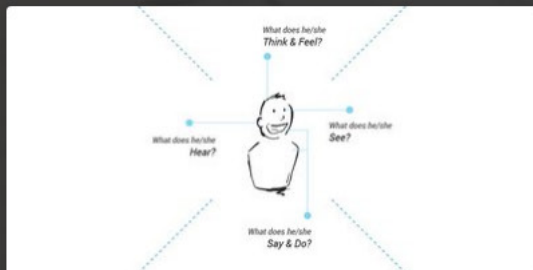 What does he/she
Think & Feel?
What does he/she
See?
What does he/she
Hear?
What does he/she
Say & Do?